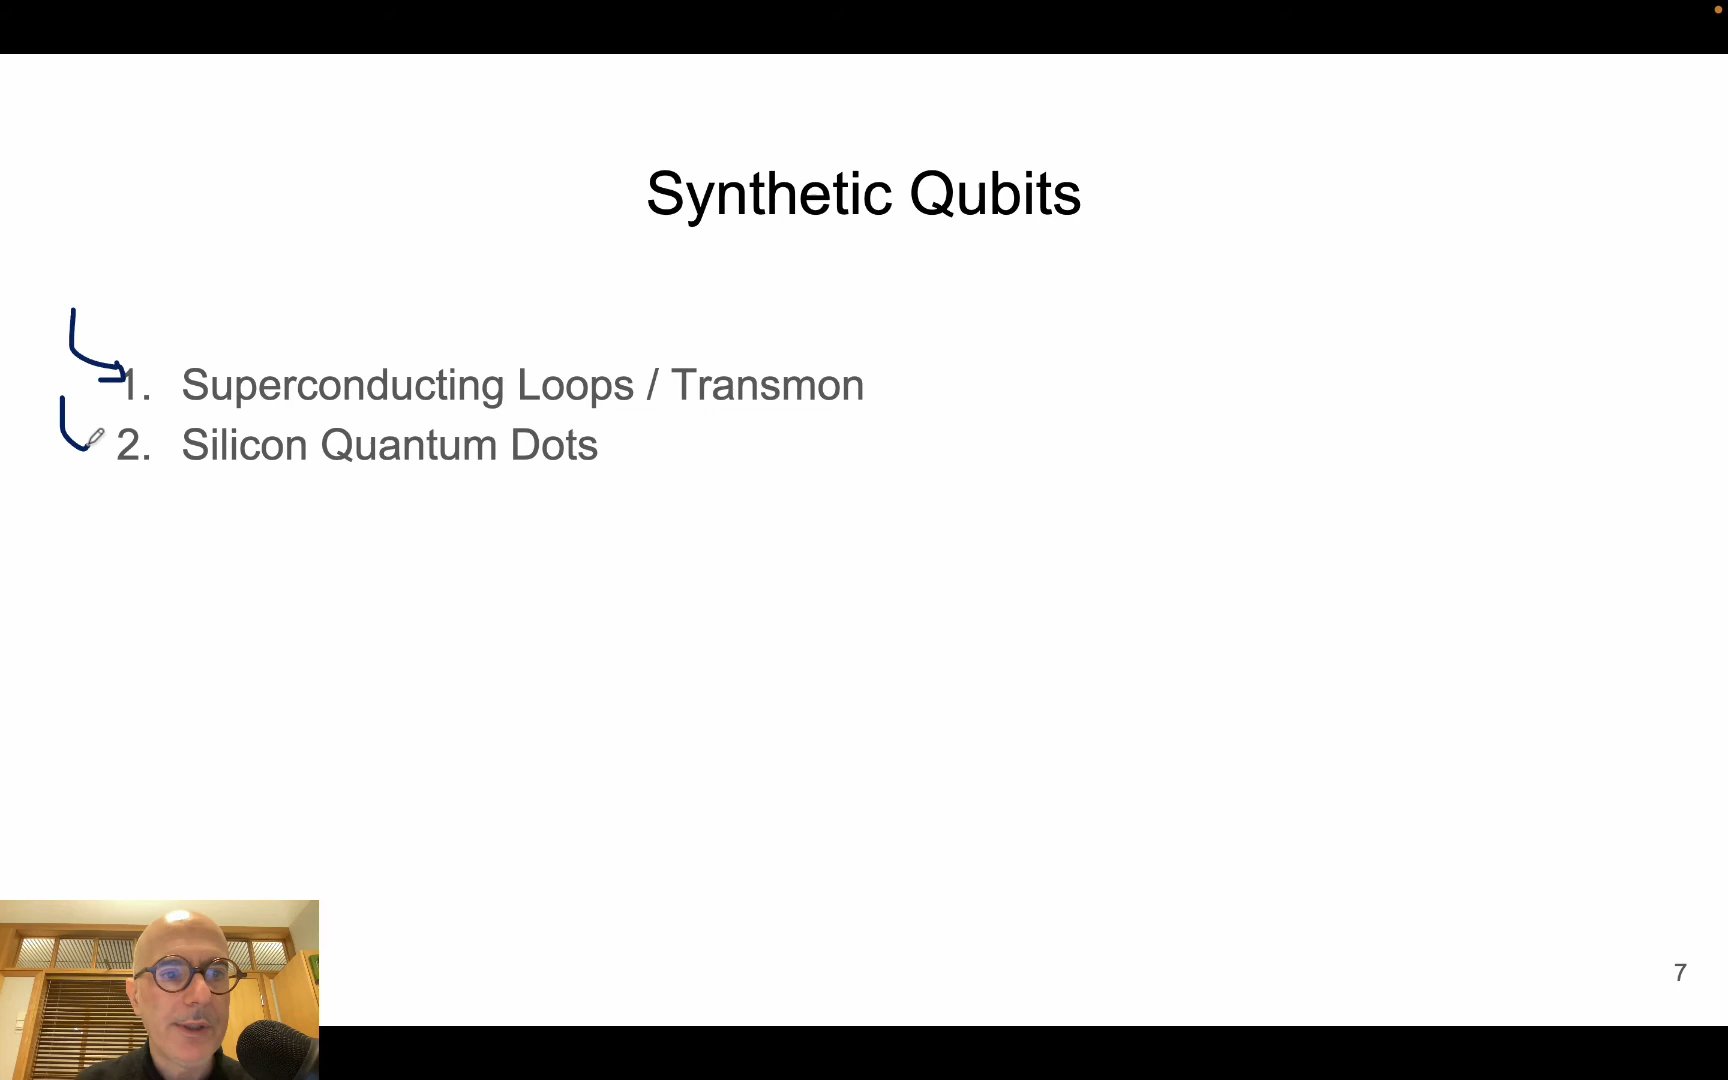 Synthetic Qubits
1. Superconducting Loops / Transmon
2. Silicon Quantum Dots
7